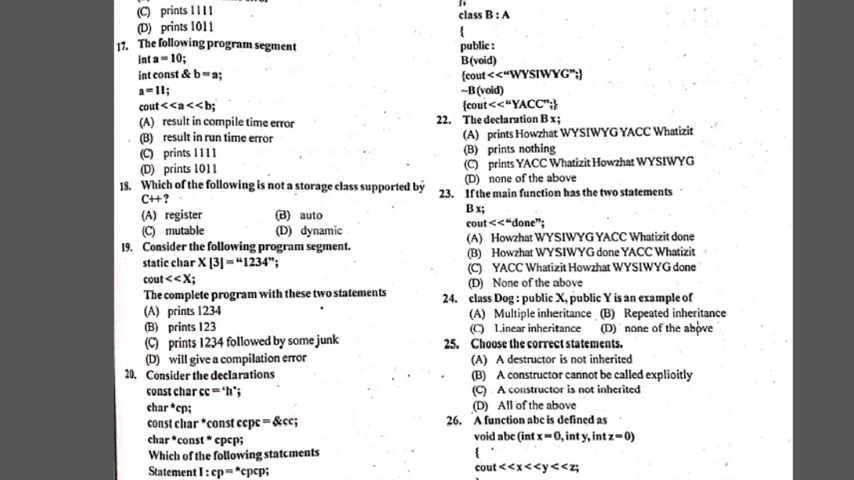 (C) prints 1111
(D) prints 1011
17. The following program segment
int a = 10;
int const & b = a;
a = 11;
cout << a << b;
(A) result in compile time error
(B) result in run time error
(C) prints 1111
(D) prints 1011
18. Which of the following is not a storage class supported by
C++ ?
(A) register (B) auto
(C) mutable (D) dynamic
19. Consider the following program segment.
static char X [3] = “1234”;
cout << X;
The complete program with these two statements
(A) prints 1234
(B) prints 123
(C) prints 1234 followed by some junk
(D) will give a compilation error
20. Consider the declarations
const char cc = ‘h’;
char *cp;
const char *const ccpc = &cc;
char *const * cpcp;
Which of the following statements
Statement I : cp = *cpcp;
};
class B : A
{
public :
B(void)
{cout <<“WYSIWYG”;}
~B(void)
{cout <<“YACC”;}
22. The declaration B x;
(A) prints Howzhat WYSIWYG YACC Whatizit
(B) prints nothing
(C) prints YACC Whatizit Howzhat WYSIWYG
(D) none of the above
23. If the main function has the two statements
B x;
cout <<“done”;
(A) Howzhat WYSIWYG YACC Whatizit done
(B) Howzhat WYSIWYG done YACC Whatizit
(C) YACC Whatizit Howzhat WYSIWYG done
(D) None of the above
24. class Dog : public X, public Y is an example of
(A) Multiple inheritance (B) Repeated inheritance
(C) Linear inheritance (D) none of the above
25. Choose the correct statements.
(A) A destructor is not inherited
(B) A constructor cannot be called explioitly
(C) A constructor is not inherited
(D) All of the above
26. A function abc is defined as
void abc (int x = 0, int y, int z = 0)
{
cout << x << y << z;